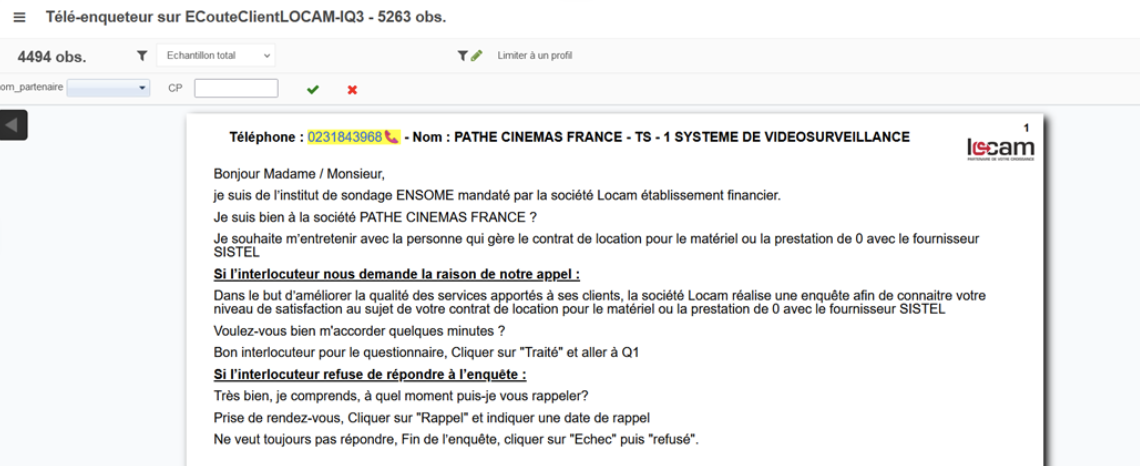 Télé-enqueteur sur ECouteClientLOCAM-IQ3 - 5263 obs.
4494 obs.
Echantillon total
Limiter à un profil
om_partenaire
CP
Téléphone : 0231843968 - Nom : PATHE CINEMAS FRANCE - TS - 1 SYSTEME DE VIDEOSURVEILLANCE
1
locam
Bonjour Madame / Monsieur,
je suis de l'institut de sondage ENSOME mandaté par la société Locam établissement financier.
Je suis bien à la société PATHE CINEMAS FRANCE ?
Je souhaite m'entretenir avec la personne qui gère le contrat de location pour le matériel ou la prestation de 0 avec le fournisseur
SISTEL
Si l'interlocuteur nous demande la raison de notre appel :
Dans le but d'améliorer la qualité des services apportés à ses clients, la société Locam réalise une enquête afin de connaitre votre
niveau de satisfaction au sujet de votre contrat de location pour le matériel ou la prestation de 0 avec le fournisseur SISTEL
Voulez-vous bien m'accorder quelques minutes ?
Bon interlocuteur pour le questionnaire, Cliquer sur "Traité" et aller à Q1
Si l'interlocuteur refuse de répondre à l'enquête :
Très bien, je comprends, à quel moment puis-je vous rappeler?
Prise de rendez-vous, Cliquer sur "Rappel" et indiquer une date de rappel
Ne veut toujours pas répondre, Fin de l'enquête, cliquer sur "Echec" puis "refusé".